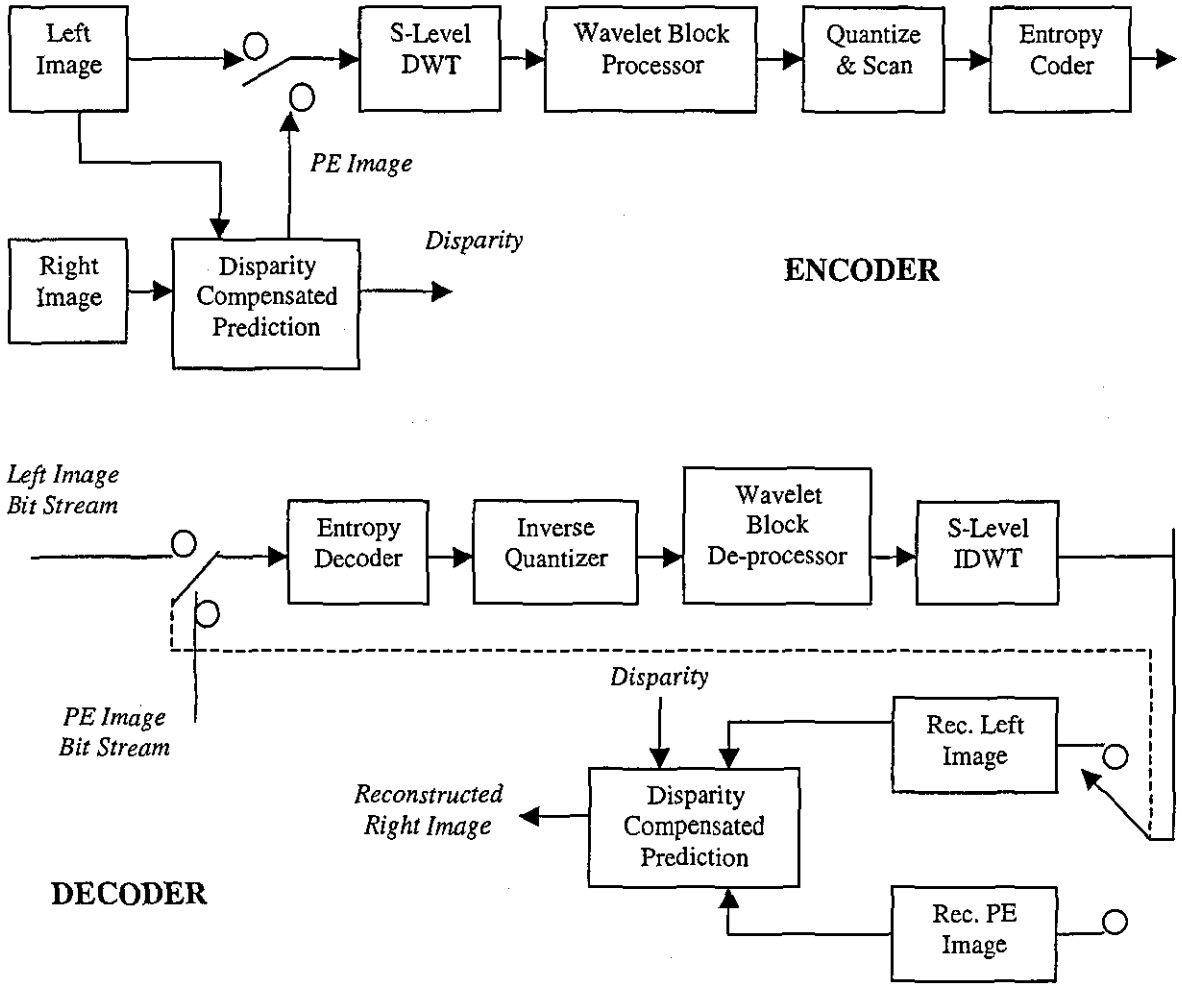 Left
Image
S-Level
DWT
Wavelet Block
Processor
Quantize
& Scan
Entropy
Coder
PE Image
Right
Image
Disparity
Compensated
Prediction
Disparity
ENCODER
Left Image
Bit Stream
Entropy
Decoder
Inverse
Quantizer
Wavelet
Block
De-processor
S-Level
IDWT
PE Image
Bit Stream
Disparity
Rec. Left
Image
Reconstructed
Right Image
Disparity
Compensated
Prediction
DECODER
Rec. PE
Image